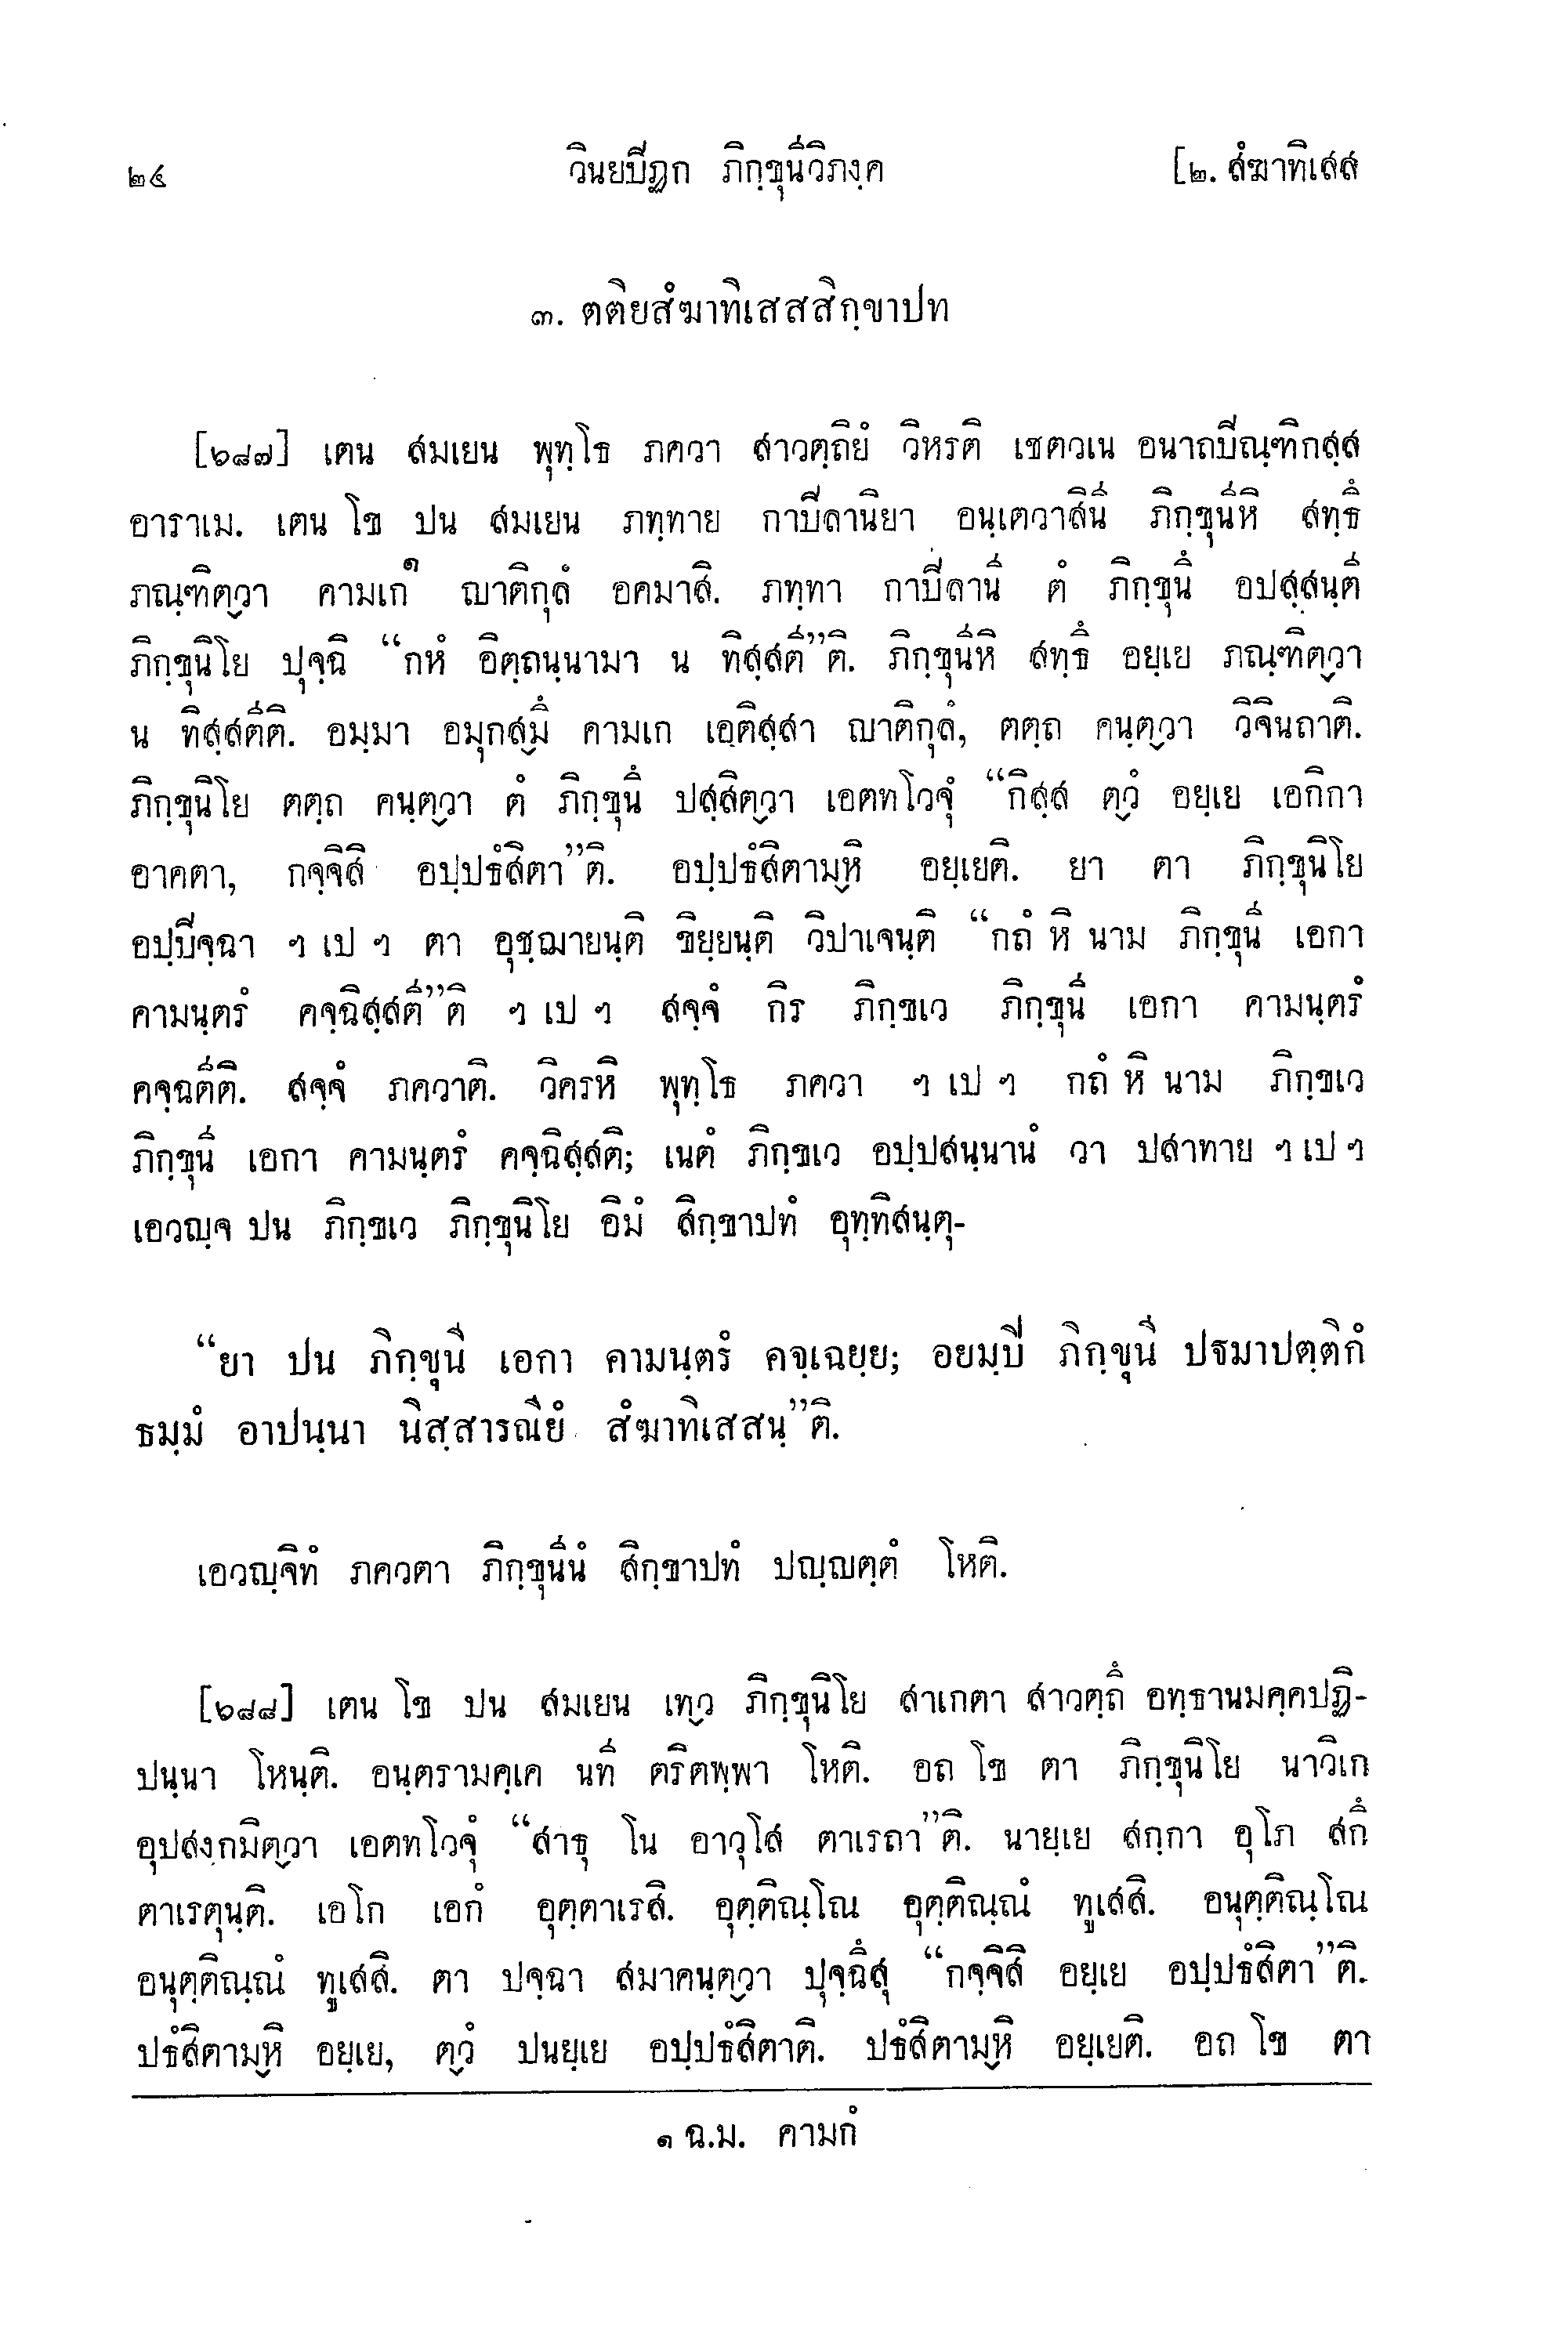 ๒๔ วินยปิฏก ภิกฺขุนีวิภงฺค [๒. สํฆาทิเสส
๓. ตติยสํฆาทิเสสสิกฺขาปท
[๖๘๗] เตน สมเยน พุทฺโธ ภควา สาวตฺถิยํ วิหรติ เชตวเน อนาถปิณฺฑิกสฺส
อาราเม. เตน โข ปน สมเยน ภทฺทาย กาปิลานิยา อนฺเตวาสินี ภิกฺขุนีหิ สทฺธึ
ภณฺฑิตฺวา คามเก๑ ญาติกุลํ อคมาสิ. ภทฺทา กาปิลานี ตํ ภิกฺขุนึ อปสฺสนฺตี
ภิกฺขุนิโย ปุจฺฉิ “กหํ อิตฺถนฺนามา น ทิสฺสตี”ติ. ภิกฺขุนีหิ สทฺธึ อยฺเย ภณฺฑิตฺวา
น ทิสฺสตีติ. อมฺมา อมุกสฺมึ คามเก เอติสฺสา ญาติกุลํ, ตตฺถ คนฺตฺวา วิจินถาติ.
ภิกฺขุนิโย ตตฺถ คนฺตฺวา ตํ ภิกฺขุนึ ปสฺสิตฺวา เอตทโวจุํ “กิสฺส ตฺวํ อยฺเย เอกิกา
อาคตา, กจฺจิสิ อปฺปธํสิตา”ติ. อปฺปธํสิตามฺหิ อยฺเยติ. ยา ตา ภิกฺขุนิโย
อปฺปิจฺฉา ฯ เป ฯ ตา อุชฺฌายนฺติ ขิยฺยนฺติ วิปาเจนฺติ “กถํ หิ นาม ภิกฺขุนี เอกา
คามนฺตรํ คจฺฉิสฺสตี”ติ ฯ เป ฯ สจฺจํ กิร ภิกฺขเว ภิกฺขุนี เอกา คามนฺตรํ
คจฺฉตีติ. สจฺจํ ภควาติ. วิครหิ พุทฺโธ ภควา ฯ เป ฯ กถํ หิ นาม ภิกฺขเว
ภิกฺขุนี เอกา คามนฺตรํ คจฺฉิสฺสติ; เนตํ ภิกฺขเว อปฺปสนฺนานํ วา ปสาทาย ฯ เป ฯ
เอวญฺจ ปน ภิกฺขเว ภิกฺขุนิโย อิมํ สิกฺขาปทํ อุทฺทิสนฺตุ-
“ยา ปน ภิกฺขุนี เอกา คามนฺตรํ คจฺเฉยฺย; อยมฺปิ ภิกฺขุนี ปฐมาปตฺติกํ
ธมฺมํ อาปนฺนา นิสฺสารณียํ สํฆาทิเสสนฺ”ติ.
เอวญฺจิทํ ภควตา ภิกฺขุนีนํ สิกฺขาปทํ ปญฺญตฺตํ โหติ.
[๖๘๘] เตน โข ปน สมเยน เทฺว ภิกฺขุนิโย สาเกตา สาวตฺถึ อทฺธานมคฺคปฏิ-
ปนฺนา โหนฺติ. อนฺตรามคฺเค นที ตริตพฺพา โหติ. อถ โข ตา ภิกฺขุนิโย นาวิเก
อุปสงฺกมิตฺวา เอตทโวจุํ “สาธุ โน อาวุโส ตาเรถา”ติ. นายฺเย สกฺกา อุโภ สกึ
ตาเรตุนฺติ. เอโก เอกํ อุตฺตาเรสิ. อุตฺติณฺโณ อุตฺติณฺณํ ทูเสสิ. อนุตฺติณฺโณ
อนุตฺติณฺณํ ทูเสสิ. ตา ปจฺฉา สมาคนฺตฺวา ปุจฺฉึสุ “กจฺจิสิ อยฺเย อปฺปธํสิตา”ติ.
ปธํสิตามฺหิ อยฺเย, ตฺวํ ปนยฺเย อปฺปธํสิตาติ. ปธํสิตามฺหิ อยฺเยติ. อถ โข ตา
๑ ฉ.ม. คามกํ